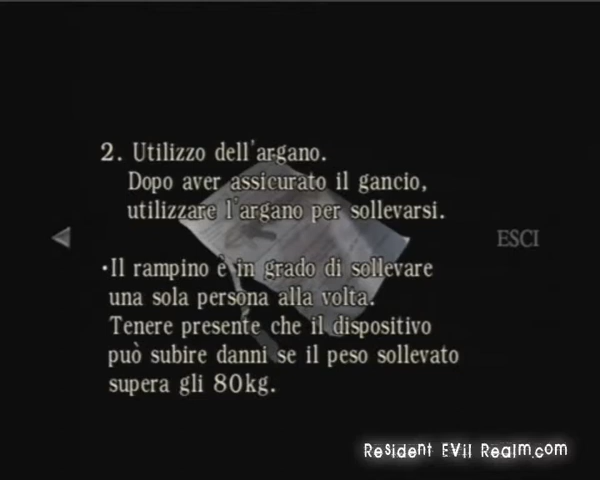 2. Utilizzo dell'argano.
Dopo aver assicurato il gancio,
utilizzare l'argano per sollevarsi.
ESCI
·Il rampino è in grado di sollevare
una sola persona alla volta.
Tenere presente che il dispositivo
può subire danni se il peso sollevato
supera gli 80kg.
Resident Evil Realm.com